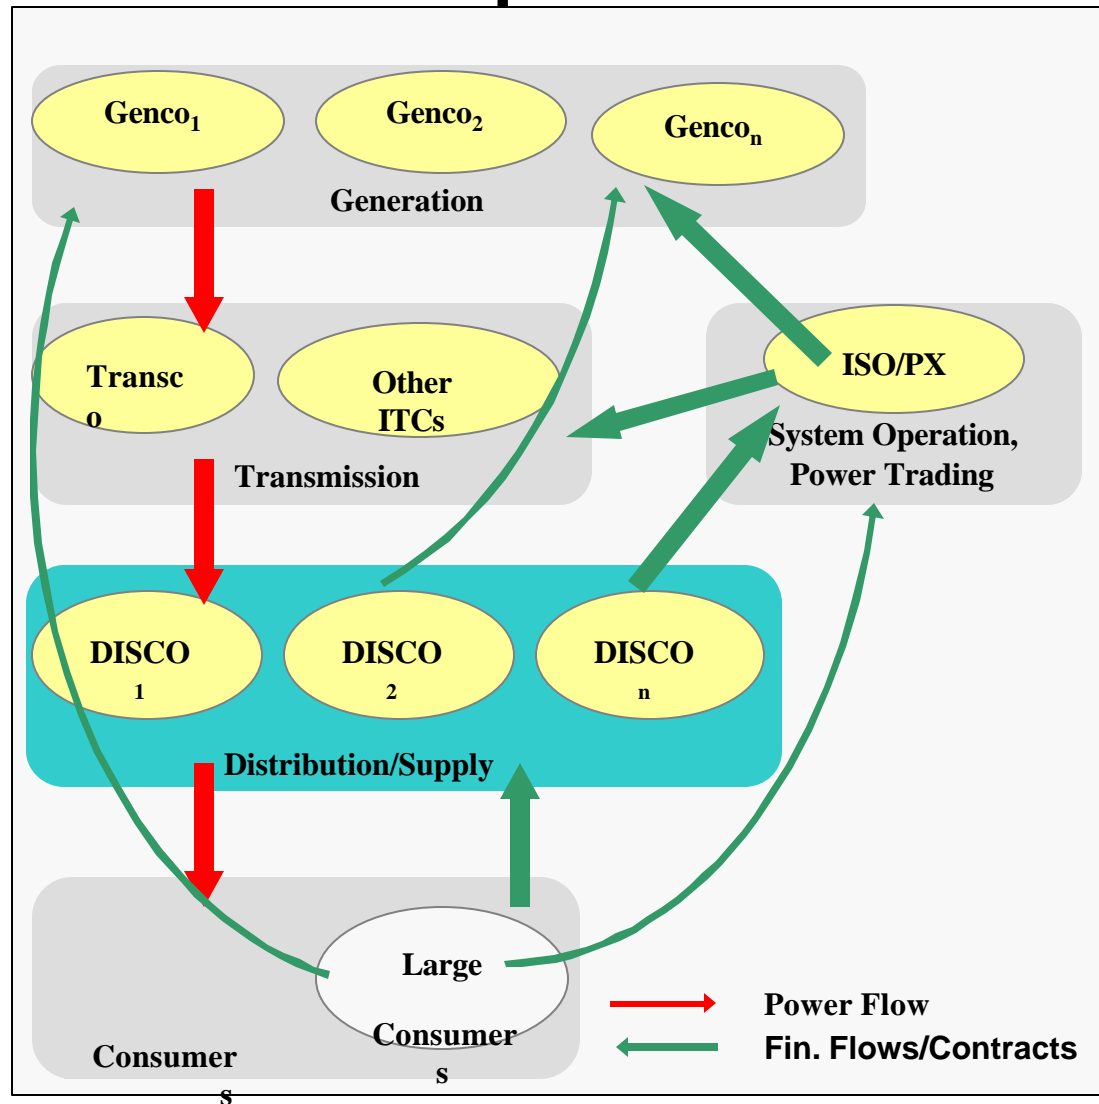 Genco1
Genco2
Gencon
Generation
Transc
o
Other
ITCs
Transmission
ISO/PX
System Operation,
Power Trading
DISCO
1
DISCO
2
DISCO
n
Distribution/Supply
Large
Consumer
s
Consumer
s
Power Flow
Fin. Flows/Contracts